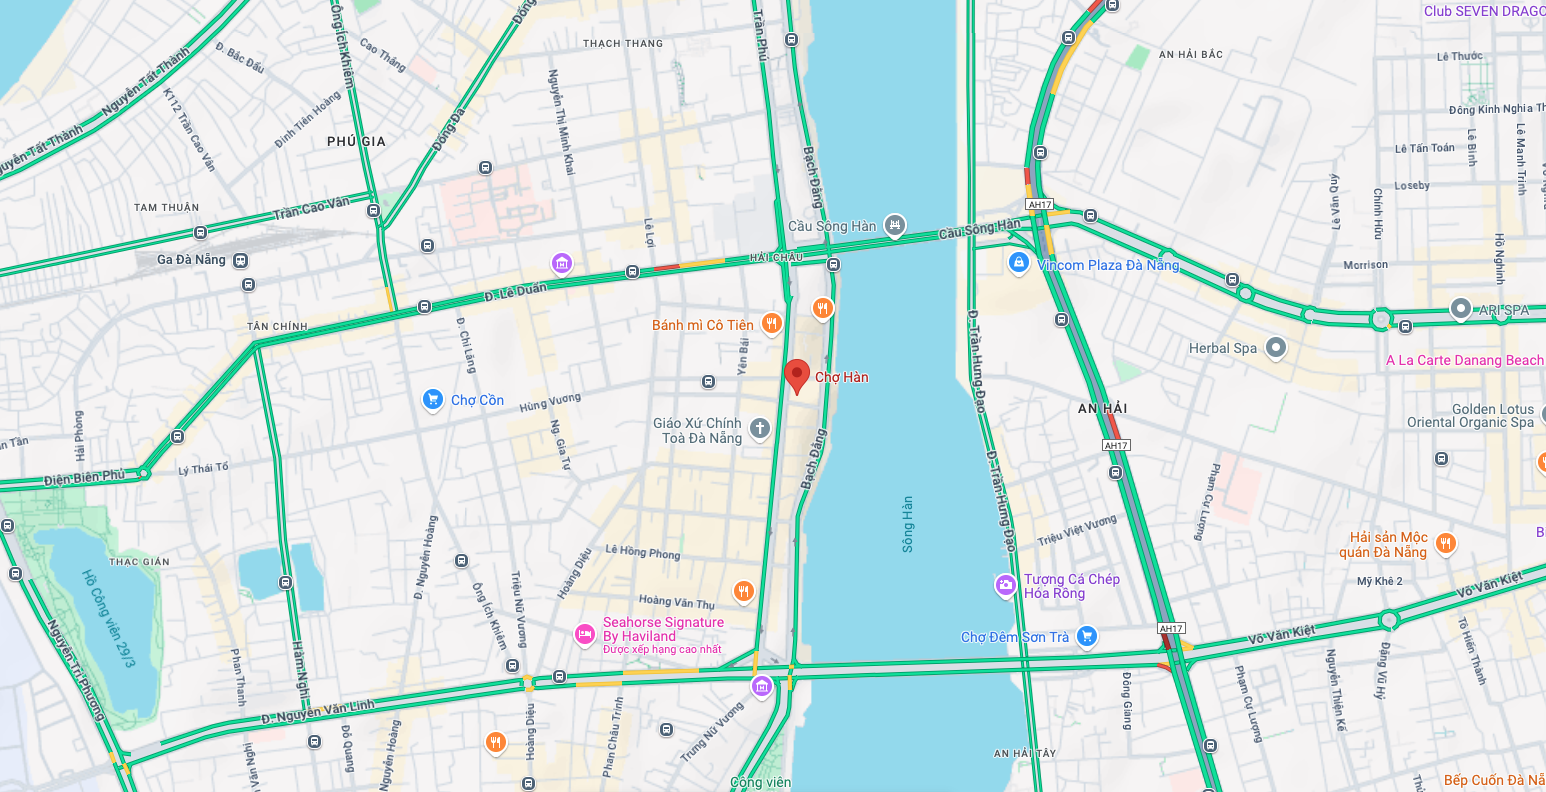 Club SEVEN DRAGO
Ông Ích Khiêm
Đống
Trần Phú
Cao Thắng
THẠCH THANG
AN HẢI BẮC
Lê Thước
Đ. Bắc Đẩu
Nguyễn Tất Thành
K112 Trần Cao Vân
Đinh Tiên Hoàng
Nguyễn Thị Minh Khai
Đông Kinh Nghĩa Th
guyễn Tất Thành
PHÚ GIA
Đống Đa
Lê Bình
Lê Mạnh Trinh
Lê Tấn Toán
Bạch Đằng
Loseby
Lê Văn Quý
Chính Hữu
TAM THUẬN
Trần Cao Vân
AH17
Lê Lợi
Cầu Sông Hàn
Cầu Sông Hàn
Hồ Nghinh
Ga Đà Nẵng
HẢI CHÂU
Vincom Plaza Đà Nẵng
Morrison
Đ. Lê Duẩn
ARI SPA
TÂN CHÍNH
Bánh mì Cô Tiên
Đ. Chi Lăng
Yên Bái
Đ. Trần Hưng Đạo
Herbal Spa
A La Carte Danang Beach
Chợ Hàn
Chợ Cồn
Hùng Vương
AN HẢI
Golden Lotus
Oriental Organic Spa
Hải Phòng
Giáo Xứ Chính
Toà Đà Nẵng
AH17
Ng. Gia Tự
Bạch Đằng
Lý Thái Tổ
Điện Biên Phủ
Đ. Trần Hưng Đạo
Phạm Cự Lượng
Sông Hàn
Triệu Việt Vương
Đ. Nguyễn Hoàng
Hải sản Mộc
quán Đà Nẵng
THẠC GIÁN
Lê Hồng Phong
Hoàng Diệu
Hồ Công viên 29/3
Triệu Nữ Vương
Ông Ích Khiêm
Tượng Cá Chép
Hóa Rồng
Mỹ Khê 2
Võ Văn Kiệt
Hoàng Văn Thụ
Seahorse Signature
By Haviland
Được xếp hạng cao nhất
Chợ Đêm Sơn Trà
AH17
Võ Văn Kiệt
Tô Hiến Thành
Nguyễn Tri Phương
Hàm Nghi
Phan Thanh
Đặng Vũ Hỷ
Nguyễn Thiện Kế
Phạm Cự Lượng
Đông Giang
Đ. Nguyễn Văn Linh
Hoàng Diệu
Phan Châu Trinh
Trưng Nữ Vương
Đỗ Quang
Nguyễn Hoàng
AN HẢI TÂY
Công viên
Bếp Cuốn Đà Nẵ